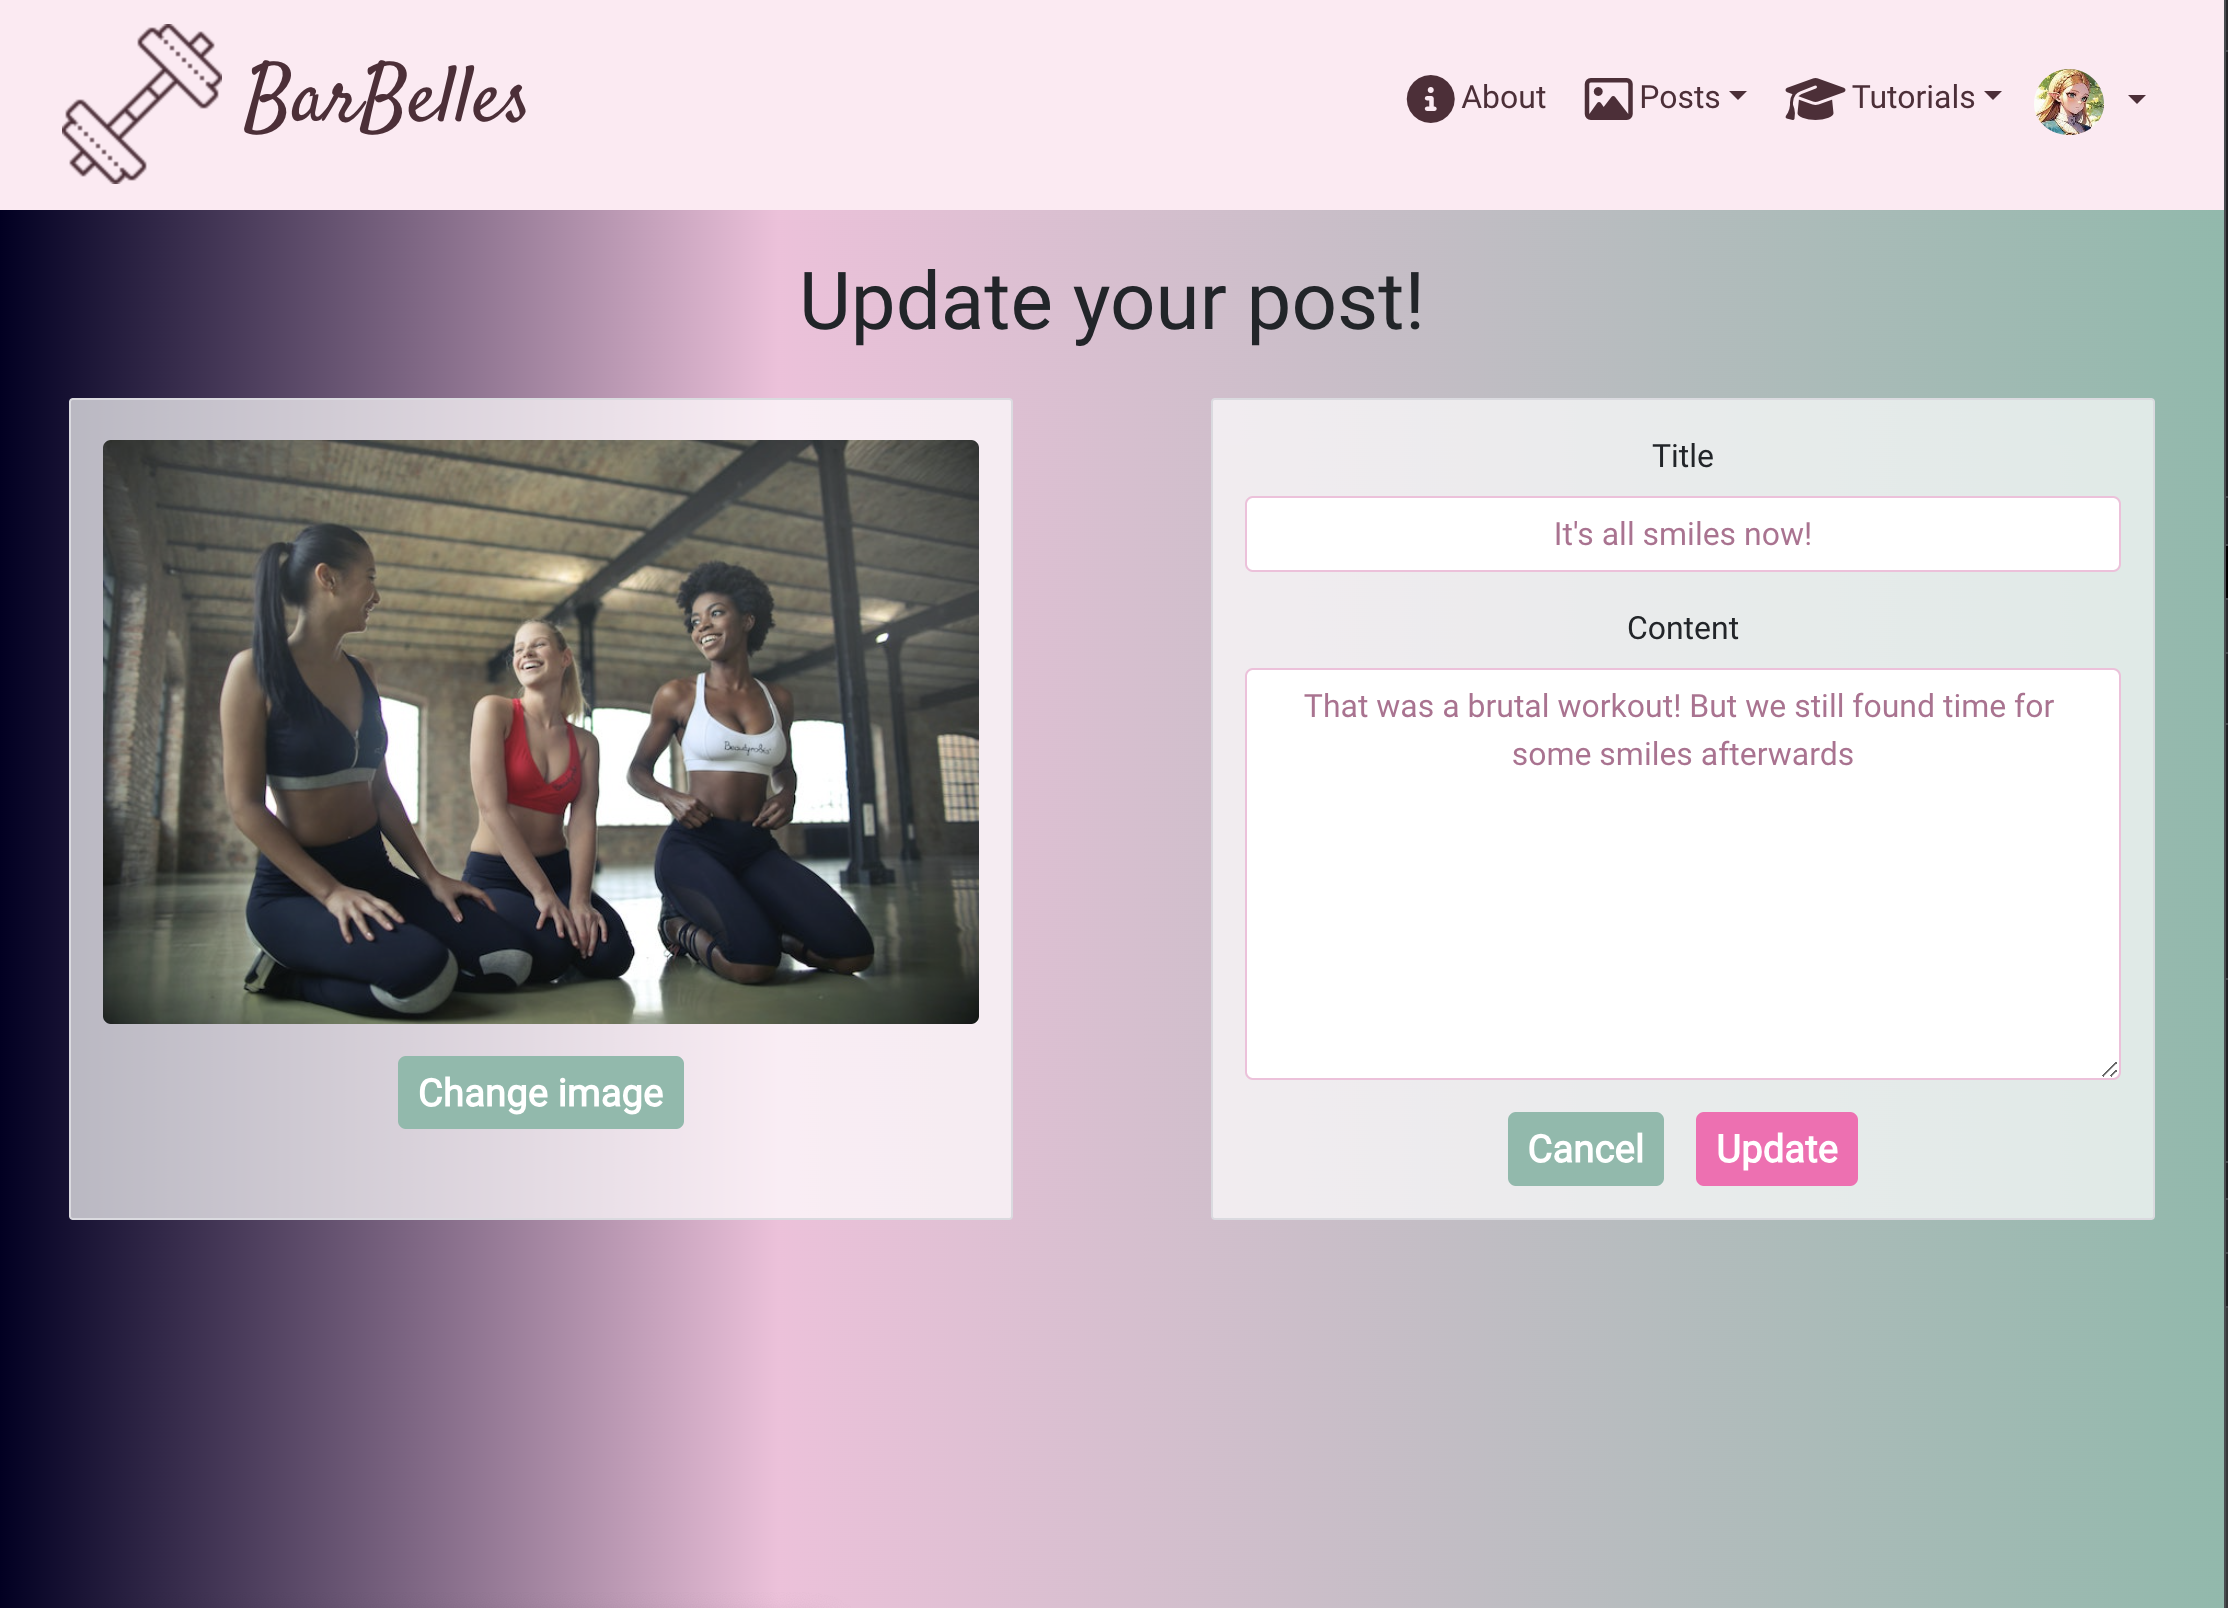 BarBelles
About
Posts
Tutorials
Update your post!
Beautyrobics
Change image
Title
It's all smiles now!
Content
That was a brutal workout! But we still found time for
some smiles afterwards
Cancel
Update